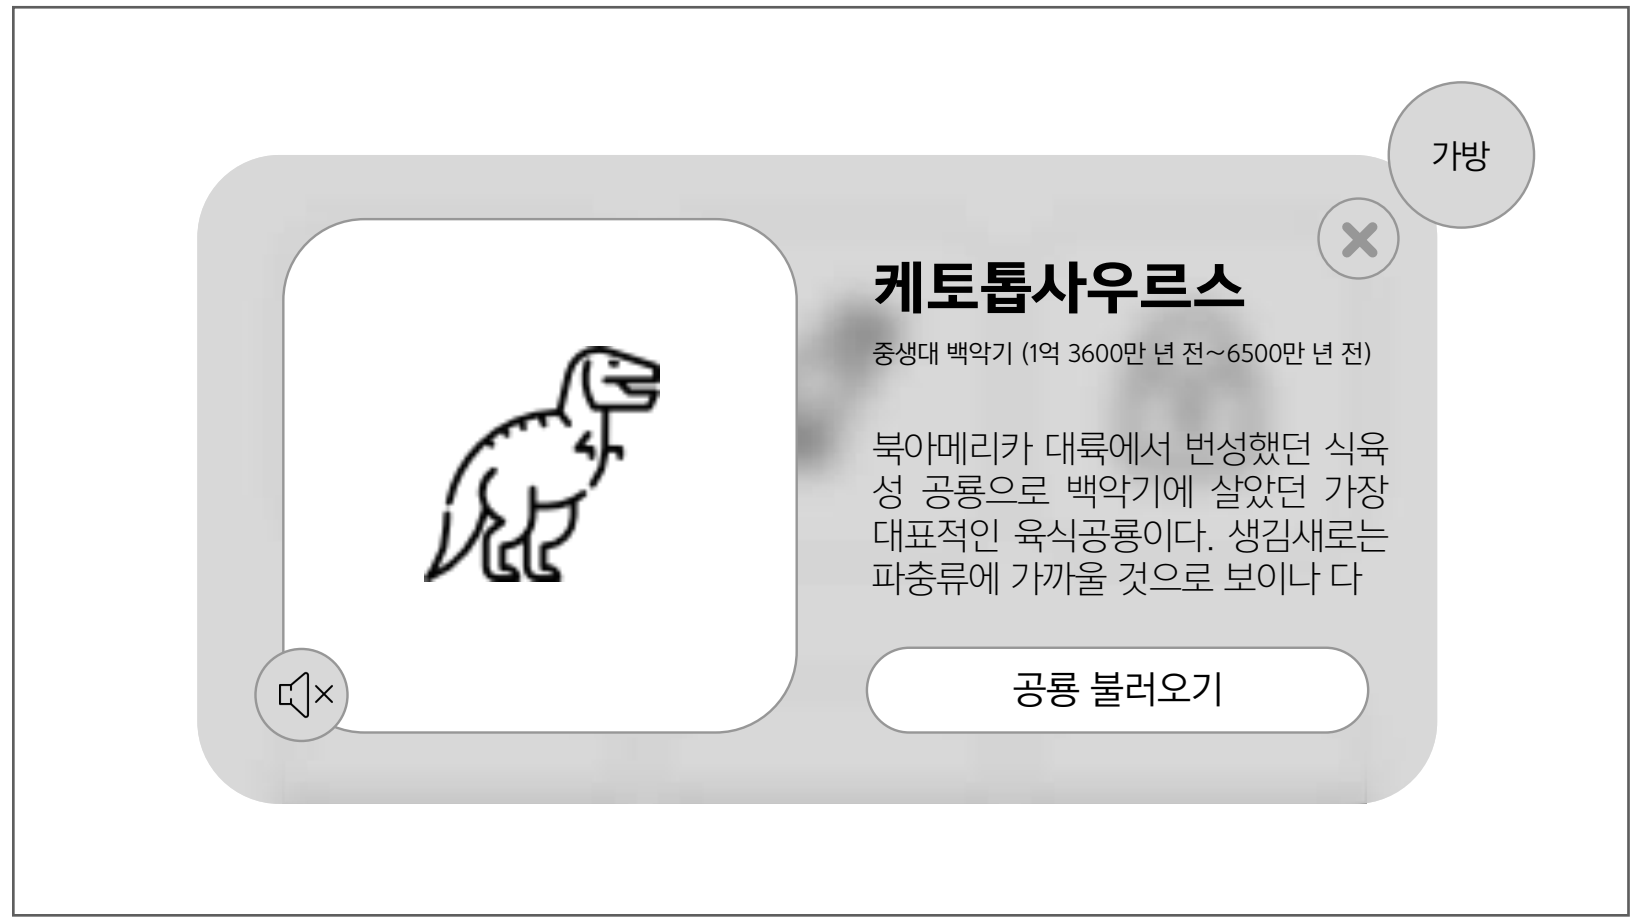 가방
케토톱사우르스
중생대 백악기 (1억 3600만 년 전~6500만 년 전)
북아메리카 대륙에서 번성했던 식육
성 공룡으로 백악기에 살았던 가장
대표적인 육식공룡이다. 생김새로는
파충류에 가까울 것으로 보이나 다
공룡 불러오기